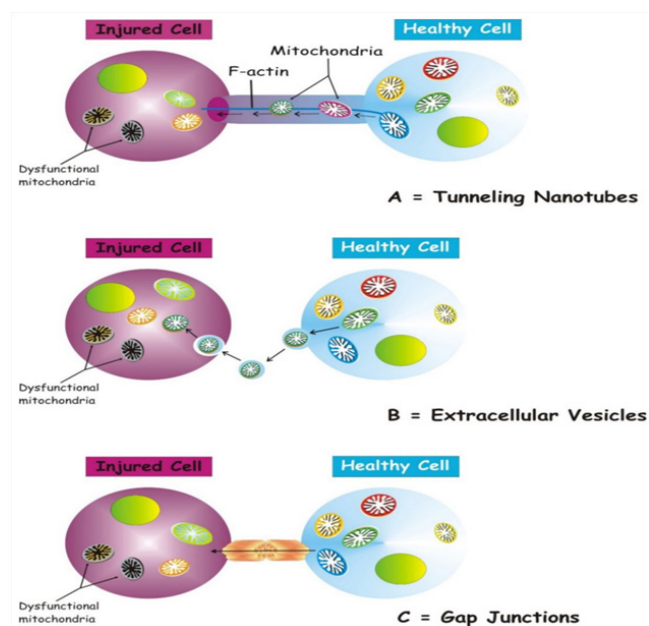 Injured Cell
Healthy Cell
Mitochondria
F-actin
Dysfunctional
mitochondria
A = Tunneling Nanotubes
Injured Cell
Healthy Cell
Dysfunctional
mitochondria
B = Extracellular Vesicles
Injured Cell
Healthy Cell
Dysfunctional
mitochondria
C = Gap Junctions